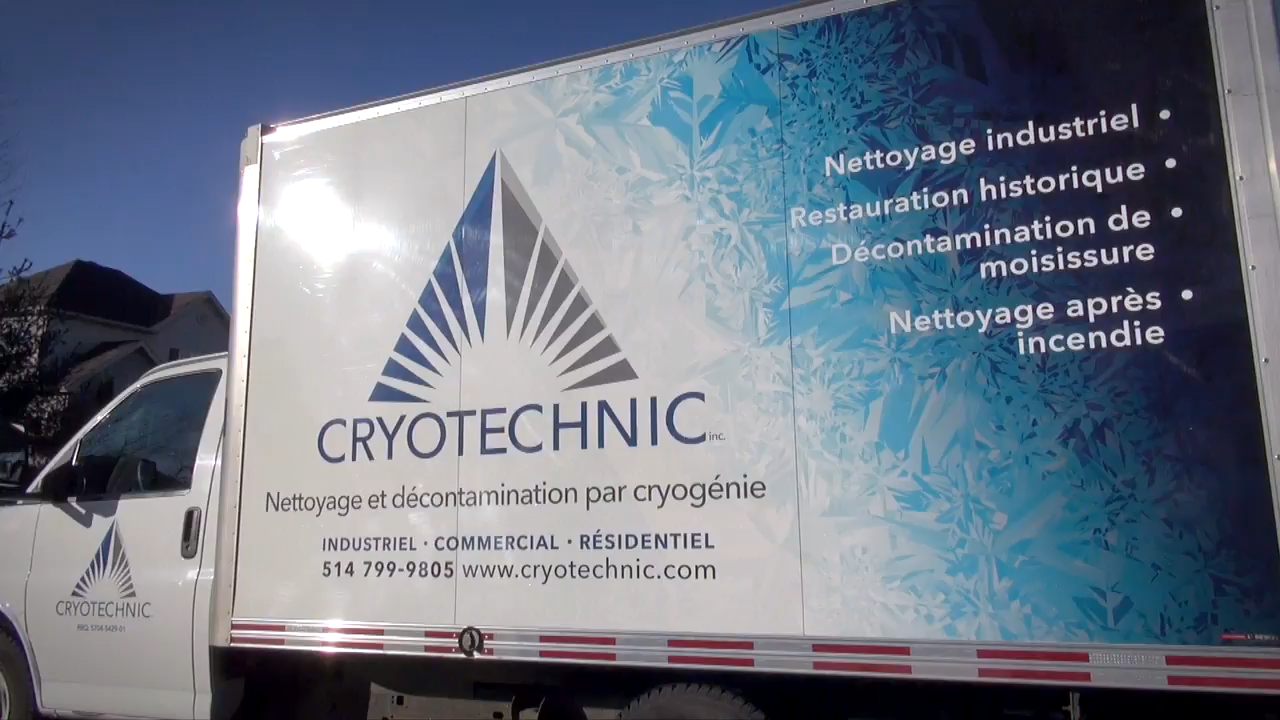 CRYOTECHNIC inc.
Nettoyage et décontamination par cryogénie
INDUSTRIEL · COMMERCIAL · RÉSIDENTIEL
514 799-9805 www.cryotechnic.com
Nettoyage industriel •
Restauration historique •
Décontamination de •
moisissure
Nettoyage après •
incendie
CRYOTECHNIC